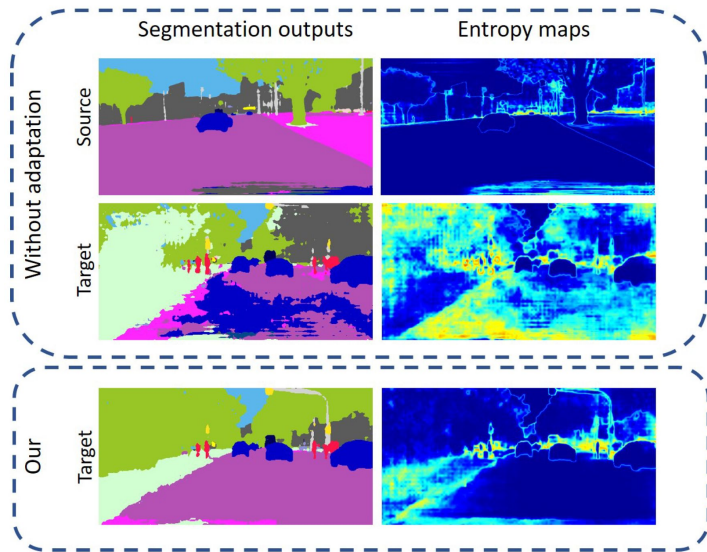 Segmentation outputs
Entropy maps
Without adaptation
Source
Target
Our
Target